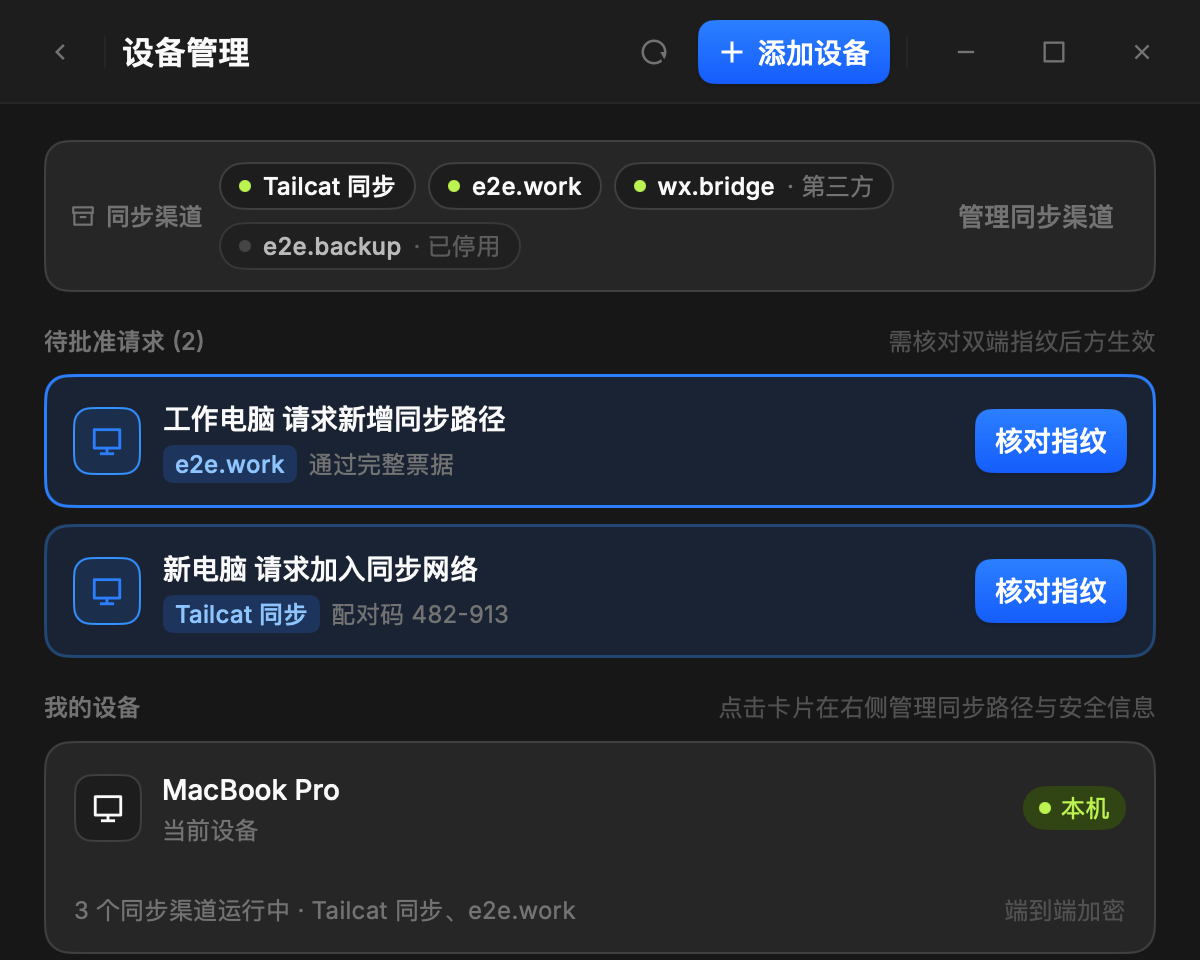 设备管理
添加设备
同步渠道
Tailcat 同步
e2e.work
wx.bridge · 第三方
e2e.backup · 已停用
管理同步渠道
待批准请求 (2)
需核对双端指纹后方生效
工作电脑 请求新增同步路径
e2e.work 通过完整票据
核对指纹
新电脑 请求加入同步网络
Tailcat 同步 配对码 482-913
核对指纹
我的设备
点击卡片在右侧管理同步路径与安全信息
MacBook Pro
当前设备
本机
3 个同步渠道运行中 · Tailcat 同步、e2e.work
端到端加密